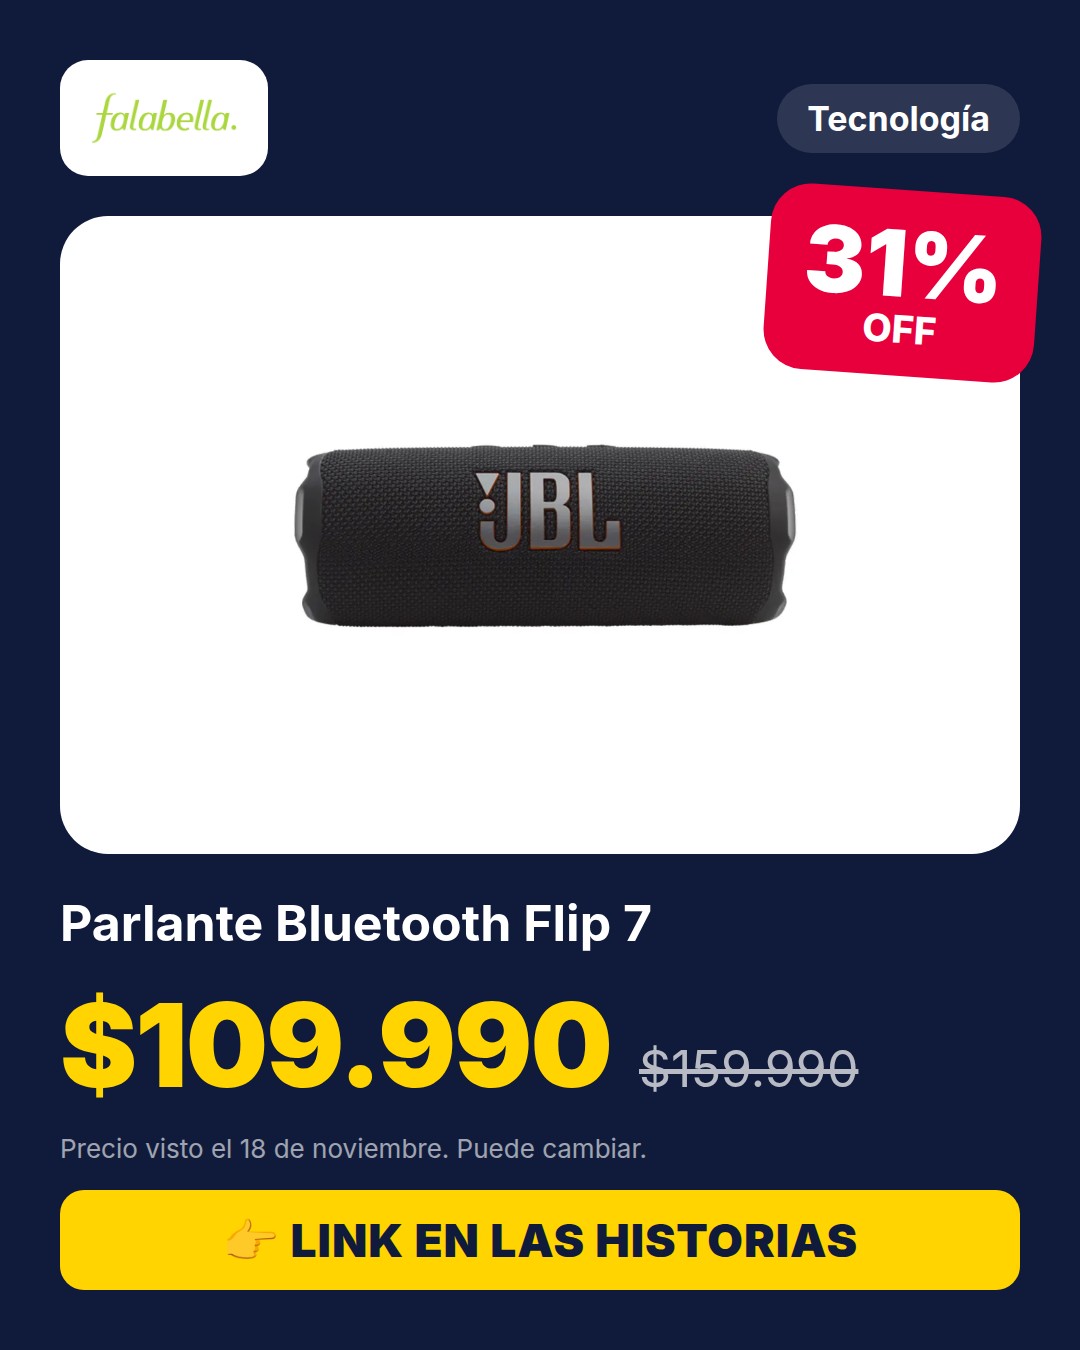 falabella.
Tecnología
31%
OFF
JBL
Parlante Bluetooth Flip 7
$109.990 $159.990
Precio visto el 18 de noviembre. Puede cambiar.
👉 LINK EN LAS HISTORIAS